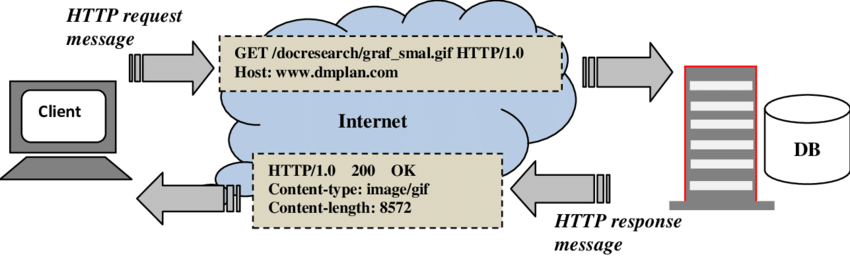 HTTP request
message
GET /docresearch/graf_smal.gif HTTP/1.0
Host: www.dmplan.com
Client
Internet
DB
HTTP/1.0 200 OK
Content-type: image/gif
Content-length: 8572
HTTP response
message